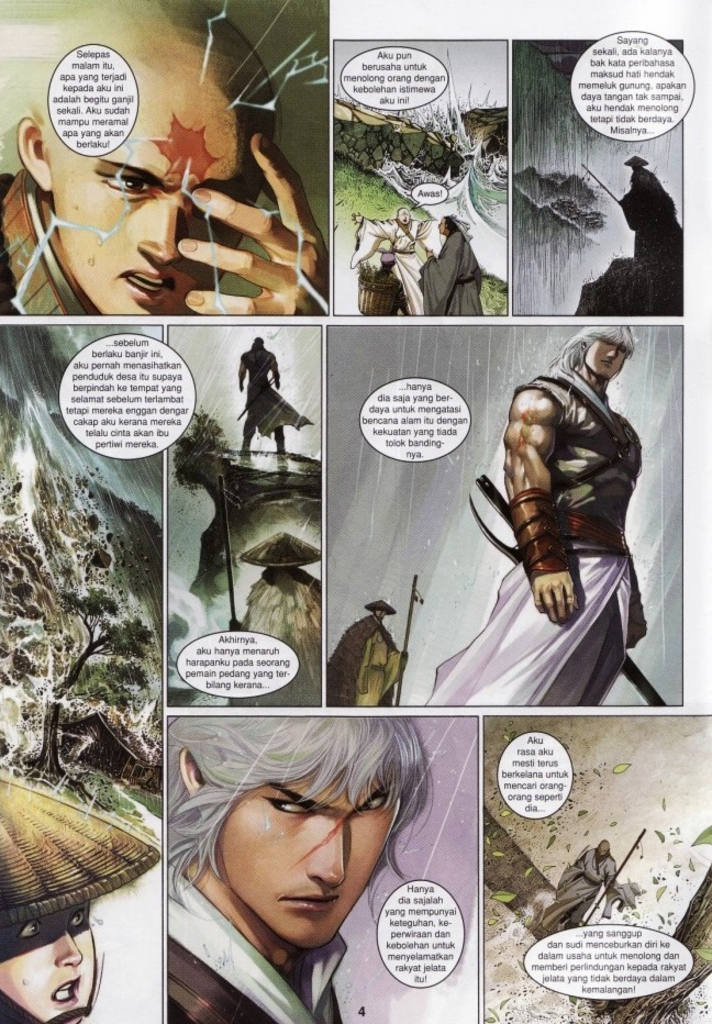 Selepas
malam itu,
apa yang terjadi
kepada aku ini
adalah begitu ganjil
sekali. Aku sudah
mampu meramal
apa yang akan
berlaku!
Aku pun
berusaha untuk
menolong orang dengan
kebolehan istimewa
aku ini!
Awas!
Sayang
sekali, ada kalanya
bak kata peribahasa
maksud hati hendak
memeluk gunung, apakan
daya tangan tak sampai,
aku hendak menolong
tetapi tidak berdaya.
Misalnya...
...sebelum
berlaku banjir ini,
aku pernah menasihatkan
penduduk desa itu supaya
berpindah ke tempat yang
selamat sebelum terlambat
tetapi mereka enggan dengar
cakap aku kerana mereka
telalu cinta akan ibu
pertiwi mereka.
Akhirnya,
aku hanya menaruh
harapanku pada seorang
pemain pedang yang ter-
bilang kerana...
...hanya
dia saja yang ber-
daya untuk mengatasi
bencana alam itu dengan
kekuatan yang tiada
tolok banding-
nya.
Hanya
dia sajalah
yang mempunyai
keteguhan, ke-
perwiraan dan
kebolehan untuk
menyelamatkan
rakyat jelata
itu!
Aku
rasa aku
mesti terus
berkelana untuk
mencari orang-
orang seperti
dia...
...yang sanggup
dan sudi menceburkan diri ke
dalam usaha untuk menolong dan
memberi perlindungan kepada rakyat
jelata yang tidak berdaya dalam
kemalangan!
4